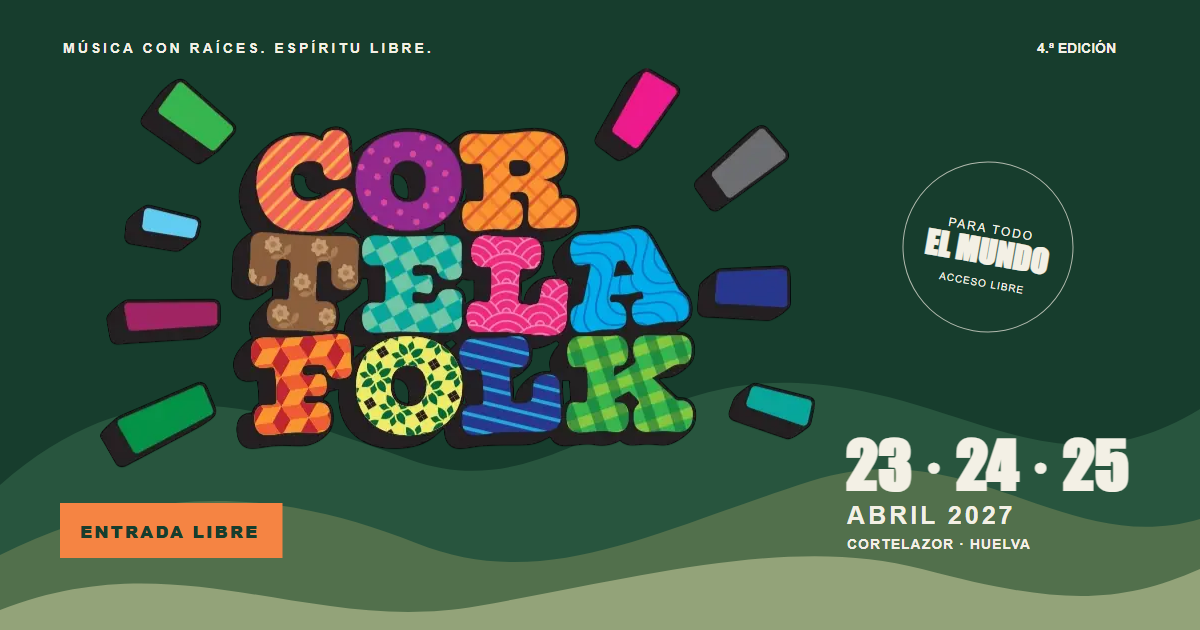 MÚSICA CON RAÍCES. ESPÍRITU LIBRE.
4.ª EDICIÓN
COR
TELA
FOLK
PARA TODO
EL MUNDO
ACCESO LIBRE
23 · 24 · 25
ABRIL 2027
CORTELAZOR · HUELVA
ENTRADA LIBRE